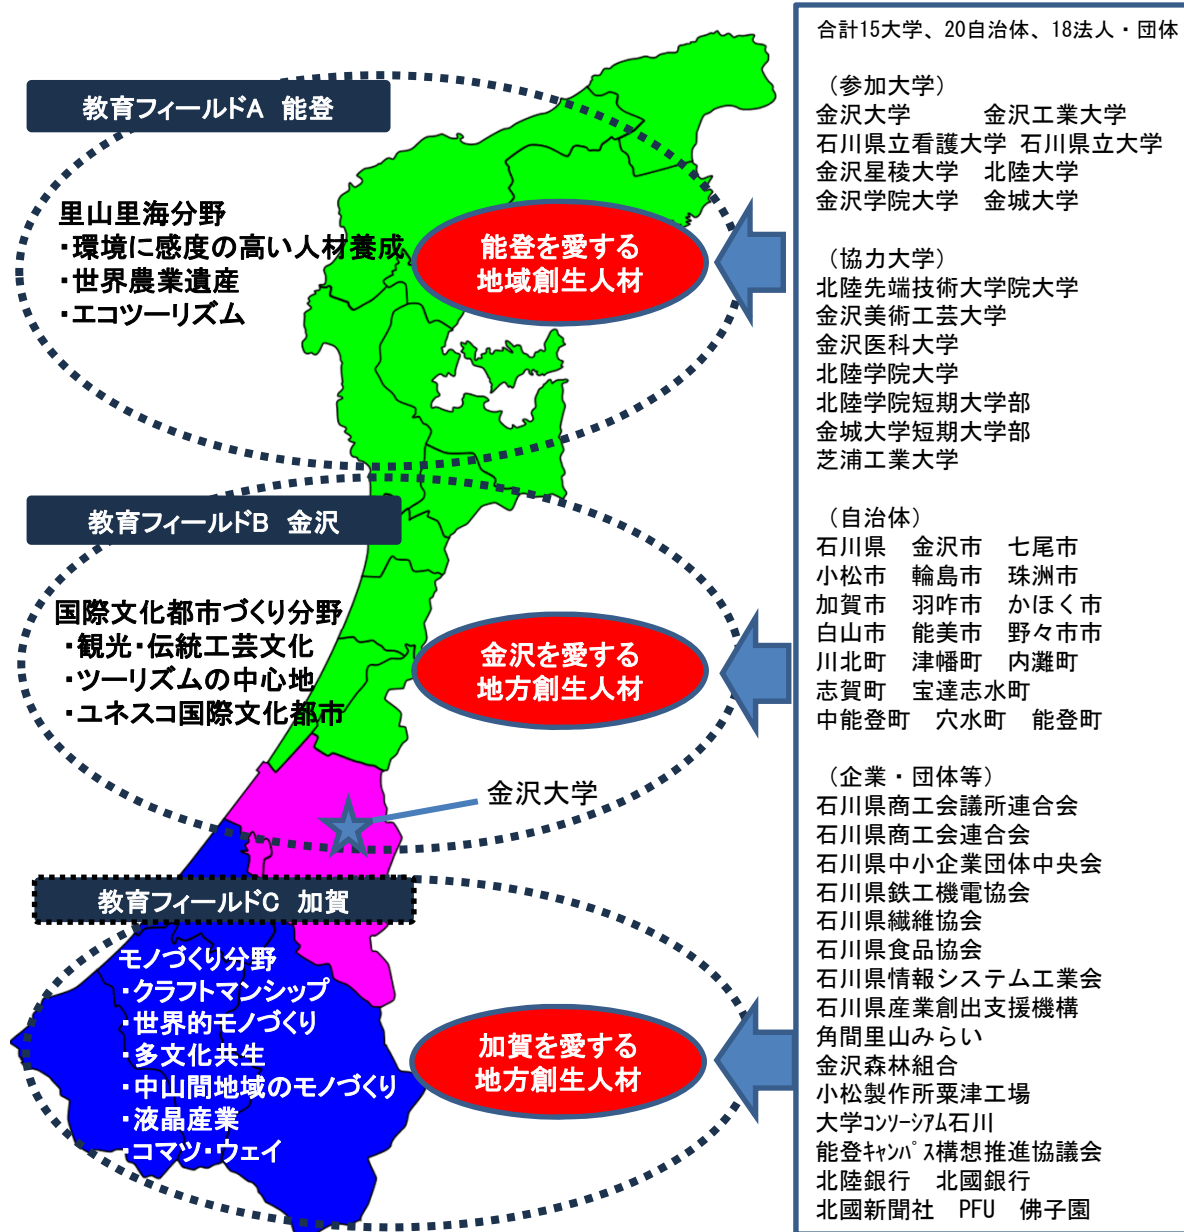 教育フィールドA 能登
里山里海分野
・環境に感度の高い人材養成
・世界農業遺産
・エコツーリズム
能登を愛する
地域創生人材
教育フィールドB 金沢
国際文化都市づくり分野
・観光・伝統工芸文化
・ツーリズムの中心地
・ユネスコ国際文化都市
金沢を愛する
地方創生人材
金沢大学
教育フィールドC 加賀
モノづくり分野
・クラフトマンシップ
・世界的モノづくり
・多文化共生
・中山間地域のモノづくり
・液晶産業
・コマツ・ウェイ
加賀を愛する
地方創生人材
合計15大学、20自治体、18法人・団体
（参加大学）
金沢大学 金沢工業大学
石川県立看護大学 石川県立大学
金沢星稜大学 北陸大学
金沢学院大学 金城大学
（協力大学）
北陸先端技術大学院大学
金沢美術工芸大学
金沢医科大学
北陸学院大学
北陸学院短期大学部
金城大学短期大学部
芝浦工業大学
（自治体）
石川県 金沢市 七尾市
小松市 輪島市 珠洲市
加賀市 羽咋市 かほく市
白山市 能美市 野々市市
川北町 津幡町 内灘町
志賀町 宝達志水町
中能登町 穴水町 能登町
（企業・団体等）
石川県商工会議所連合会
石川県商工会連合会
石川県中小企業団体中央会
石川県鉄工機電協会
石川県繊維協会
石川県食品協会
石川県情報システム工業会
石川県産業創出支援機構
角間里山みらい
金沢森林組合
小松製作所粟津工場
大学ｺﾝｿｰｼｱﾑ石川
能登ｷｬﾝﾊﾟｽ構想推進協議会
北陸銀行 北國銀行
北國新聞社 PFU 佛子園